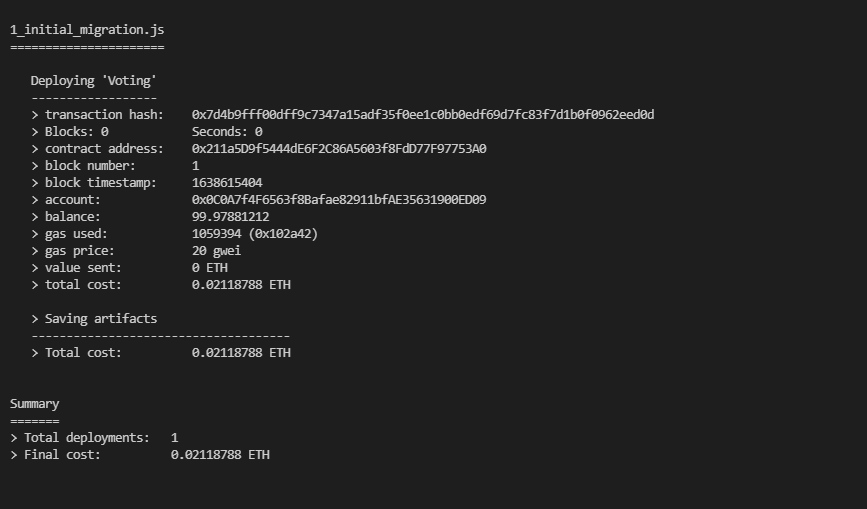 1_initial_migration.js
======================
Deploying 'Voting'
------------------
> transaction hash: 0x7d4b9fff00dff9c7347a15adf35f0ee1c0bb0edf69d7fc83f7d1b0f0962eed0d
> Blocks: 0 Seconds: 0
> contract address: 0x211a5D9f5444dE6F2C86A5603f8FdD77F97753A0
> block number: 1
> block timestamp: 1638615404
> account: 0x0C0A7f4F6563f8Bafae82911bfAE35631900ED09
> balance: 99.97881212
> gas used: 1059394 (0x102a42)
> gas price: 20 gwei
> value sent: 0 ETH
> total cost: 0.02118788 ETH
> Saving artifacts
-------------------------------------
> Total cost: 0.02118788 ETH
Summary
=======
> Total deployments: 1
> Final cost: 0.02118788 ETH